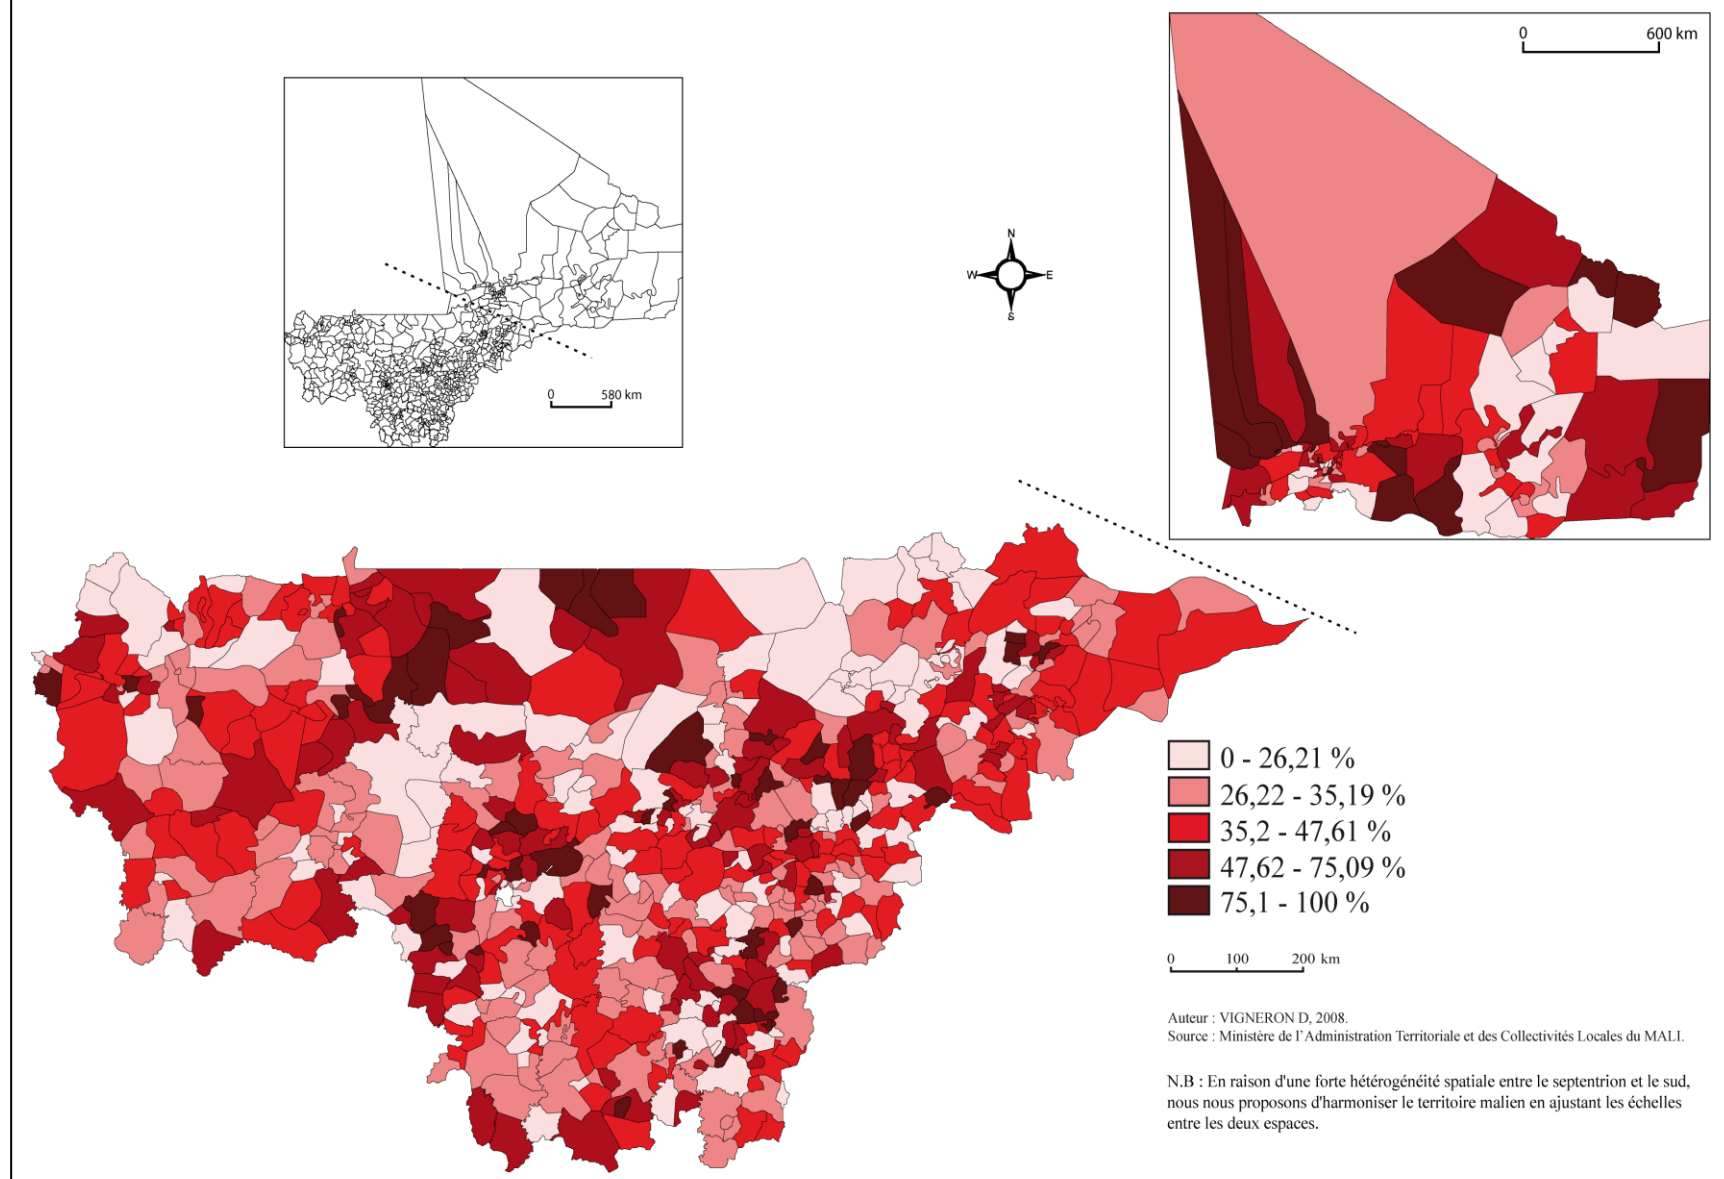 0 600 km
N
W E
S
0 580 km
0 - 26,21 %
26,22 - 35,19 %
35,2 - 47,61 %
47,62 - 75,09 %
75,1 - 100 %
0 100 200 km
Auteur : VIGNERON D, 2008.
Source : Ministère de l'Administration Territoriale et des Collectivités Locales du MALI.
N.B : En raison d'une forte hétérogénéité spatiale entre le septentrion et le sud,
nous nous proposons d'harmoniser le territoire malien en ajustant les échelles
entre les deux espaces.